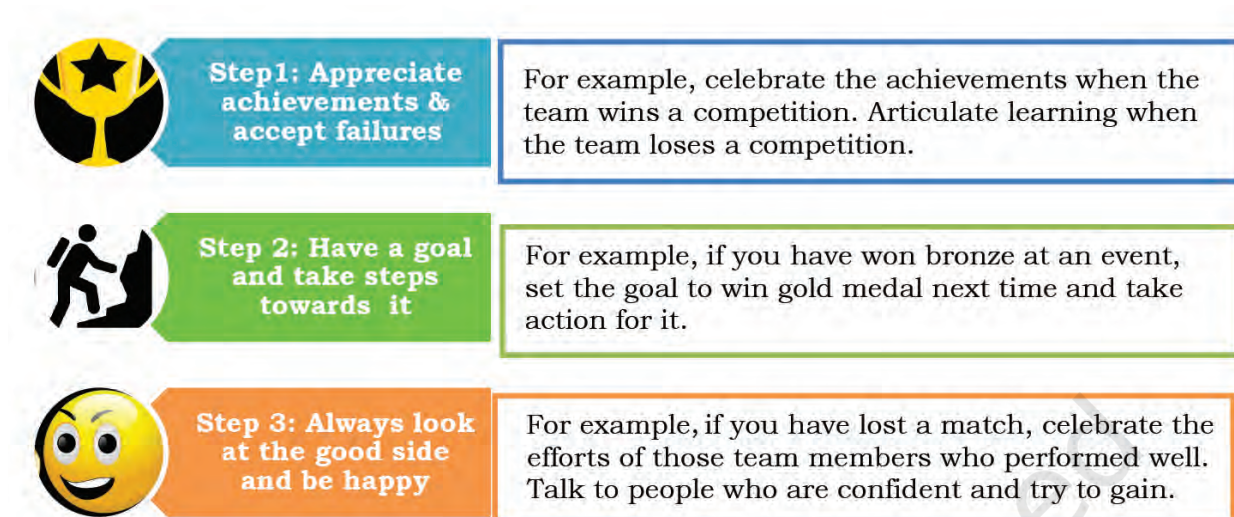 Step1: Appreciate
achievements &
accept failures
For example, celebrate the achievements when the
team wins a competition. Articulate learning when
the team loses a competition.
Step 2: Have a goal
and take steps
towards it
For example, if you have won bronze at an event,
set the goal to win gold medal next time and take
action for it.
Step 3: Always look
at the good side
and be happy
For example, if you have lost a match, celebrate the
efforts of those team members who performed well.
Talk to people who are confident and try to gain.